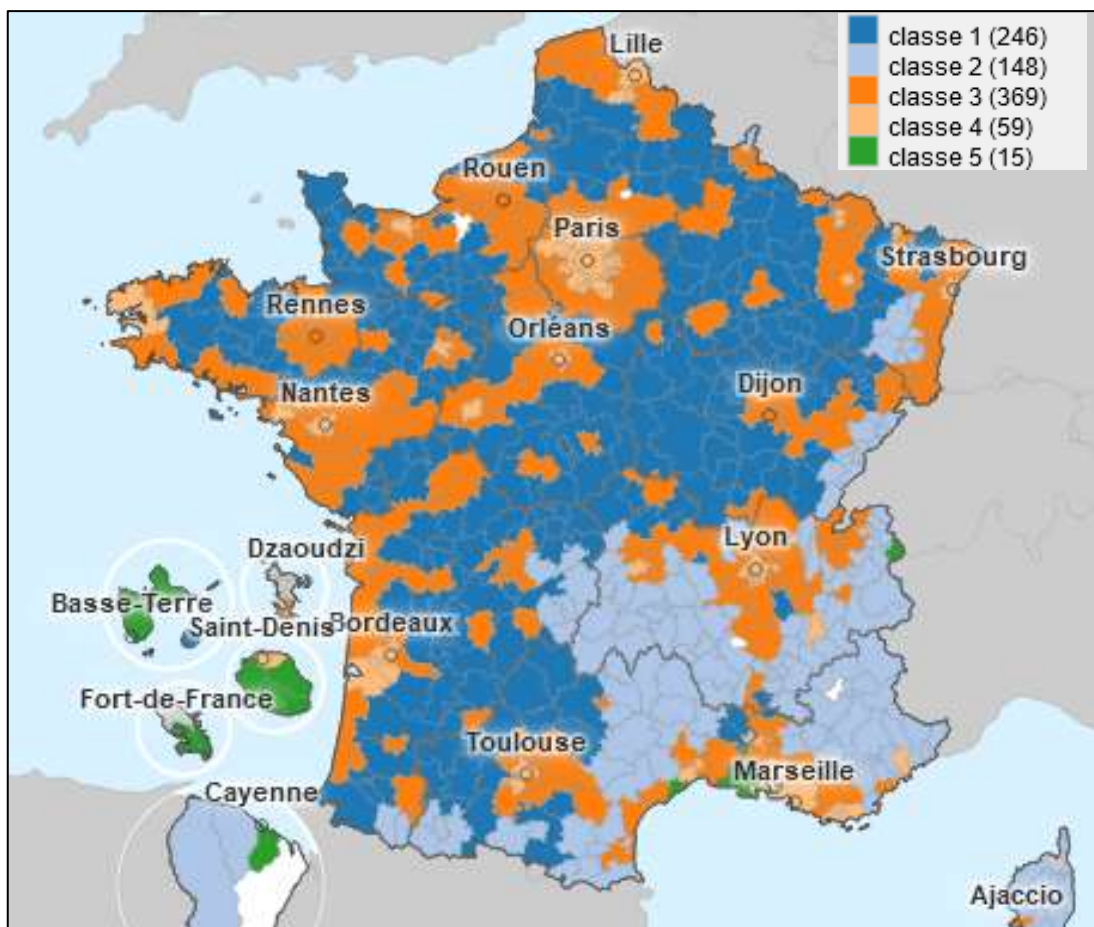 classe 1 (246)
classe 2 (148)
classe 3 (369)
classe 4 (59)
classe 5 (15)
Lille
Rouen
Paris
Strasbourg
Rennes
Orléans
Nantes
Dijon
Lyon
Dzaoudzi
Basse-Terre
Saint-Denis
Bordeaux
Fort-de-France
Toulouse
Marseille
Cayenne
Ajaccio